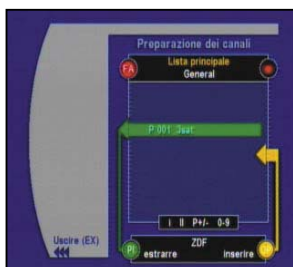 Preparazione dei canali
FA
Lista principale
General
P 001 3sat
I II P+/- 0-9
Uscire (EX)
PI
ZDF
estrarre inserire